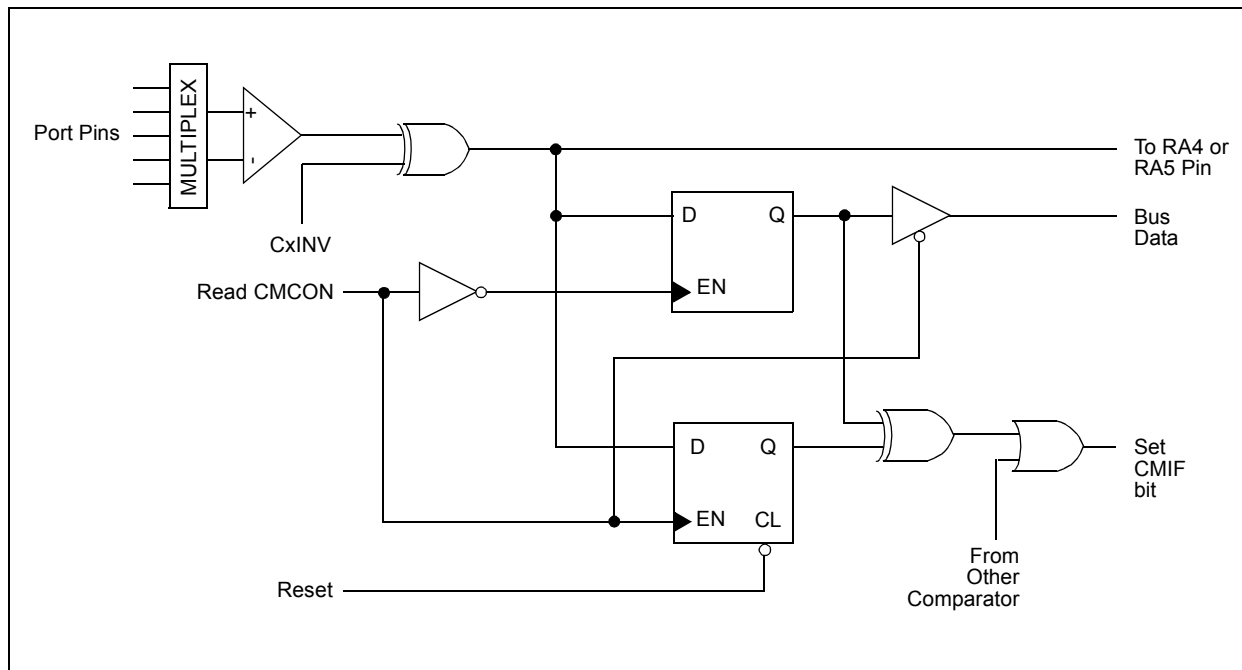 MULTIPLEX
+
-
Port Pins
CxINV
To RA4 or
RA5 Pin
D
Q
EN
Bus
Data
Read CMCON
D
Q
EN
CL
Set
CMIF
bit
From
Other
Comparator
Reset